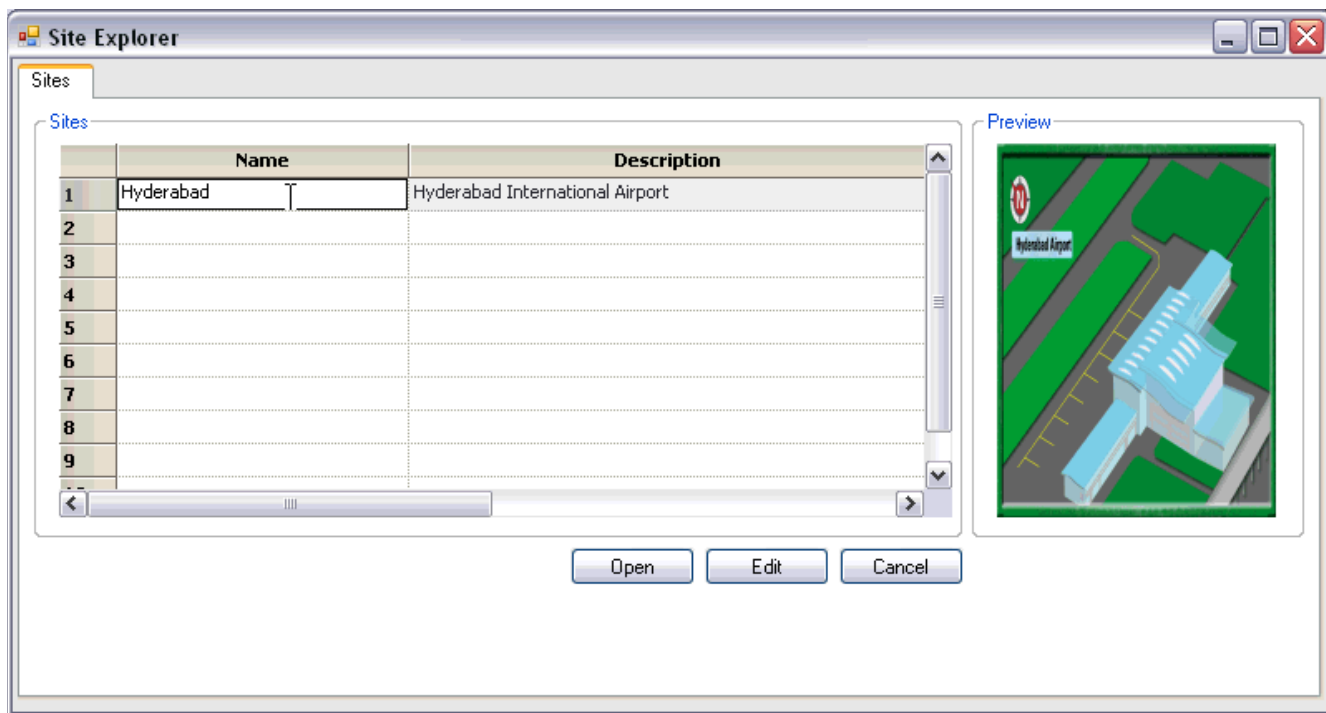 Site Explorer
Sites
Sites
Preview
Name Description
1 Hyderabad Hyderabad International Airport
2
3
4
5
6
7
8
9
N
Hyderabad Airport
Open Edit Cancel